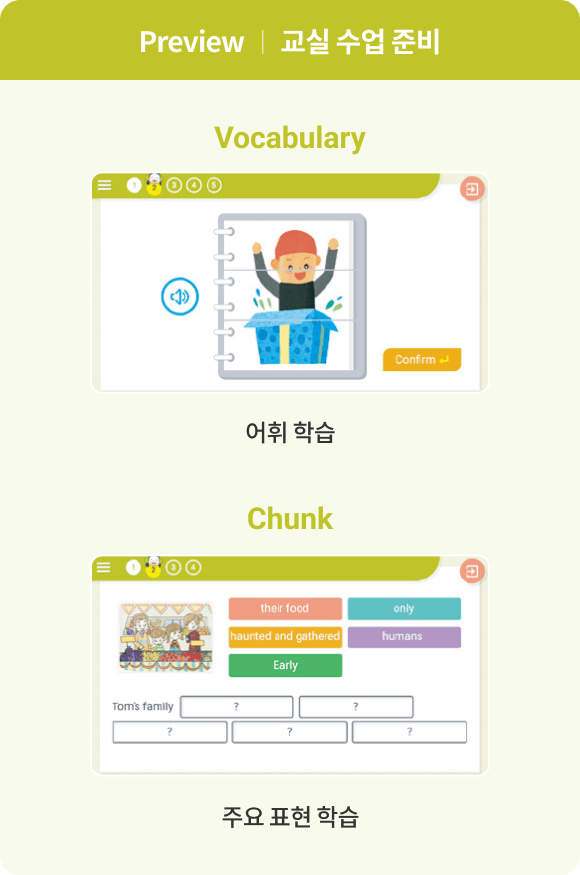 Preview | 교실 수업 준비
Vocabulary
1 2 3 4 5
Confirm
어휘 학습
Chunk
1 2 3 4
their food only
haunted and gathered humans
Early
Tom's family ? ?
? ? ?
주요 표현 학습